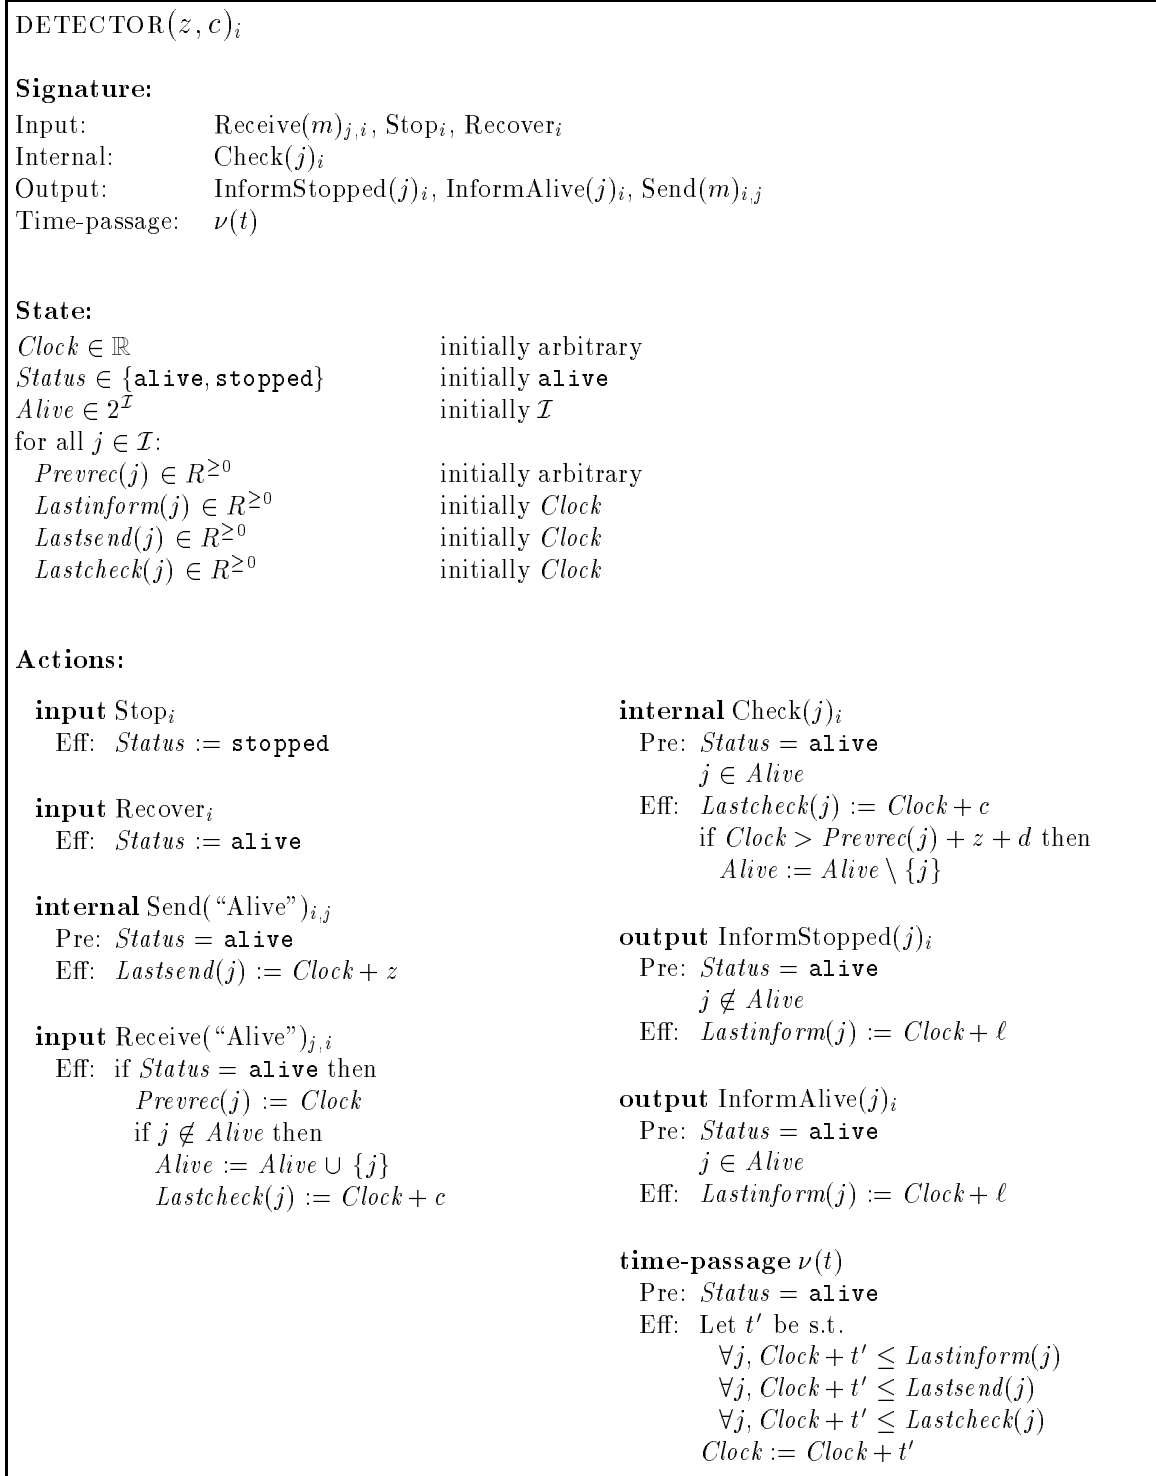 DETECTOR(z, c)_i
Signature:
Input: Receive(m)_{j,i}, Stop_i, Recover_i
Internal: Check(j)_i
Output: InformStopped(j)_i, InformAlive(j)_i, Send(m)_{i,j}
Time-passage: ν(t)
State:
Clock ∈ ℝ initially arbitrary
Status ∈ {alive, stopped} initially alive
Alive ∈ 2^ℐ initially ℐ
for all j ∈ ℐ:
Prevrec(j) ∈ R^{≥0} initially arbitrary
Lastinform(j) ∈ R^{≥0} initially Clock
Lastsend(j) ∈ R^{≥0} initially Clock
Lastcheck(j) ∈ R^{≥0} initially Clock
Actions:
input Stop_i
Eff: Status := stopped
input Recover_i
Eff: Status := alive
internal Send(“Alive”)_{i,j}
Pre: Status = alive
Eff: Lastsend(j) := Clock + z
input Receive(“Alive”)_{j,i}
Eff: if Status = alive then
Prevrec(j) := Clock
if j ∉ Alive then
Alive := Alive ∪ {j}
Lastcheck(j) := Clock + c
internal Check(j)_i
Pre: Status = alive
j ∈ Alive
Eff: Lastcheck(j) := Clock + c
if Clock > Prevrec(j) + z + d then
Alive := Alive \ {j}
output InformStopped(j)_i
Pre: Status = alive
j ∉ Alive
Eff: Lastinform(j) := Clock + ℓ
output InformAlive(j)_i
Pre: Status = alive
j ∈ Alive
Eff: Lastinform(j) := Clock + ℓ
time-passage ν(t)
Pre: Status = alive
Eff: Let t′ be s.t.
∀j, Clock + t′ ≤ Lastinform(j)
∀j, Clock + t′ ≤ Lastsend(j)
∀j, Clock + t′ ≤ Lastcheck(j)
Clock := Clock + t′